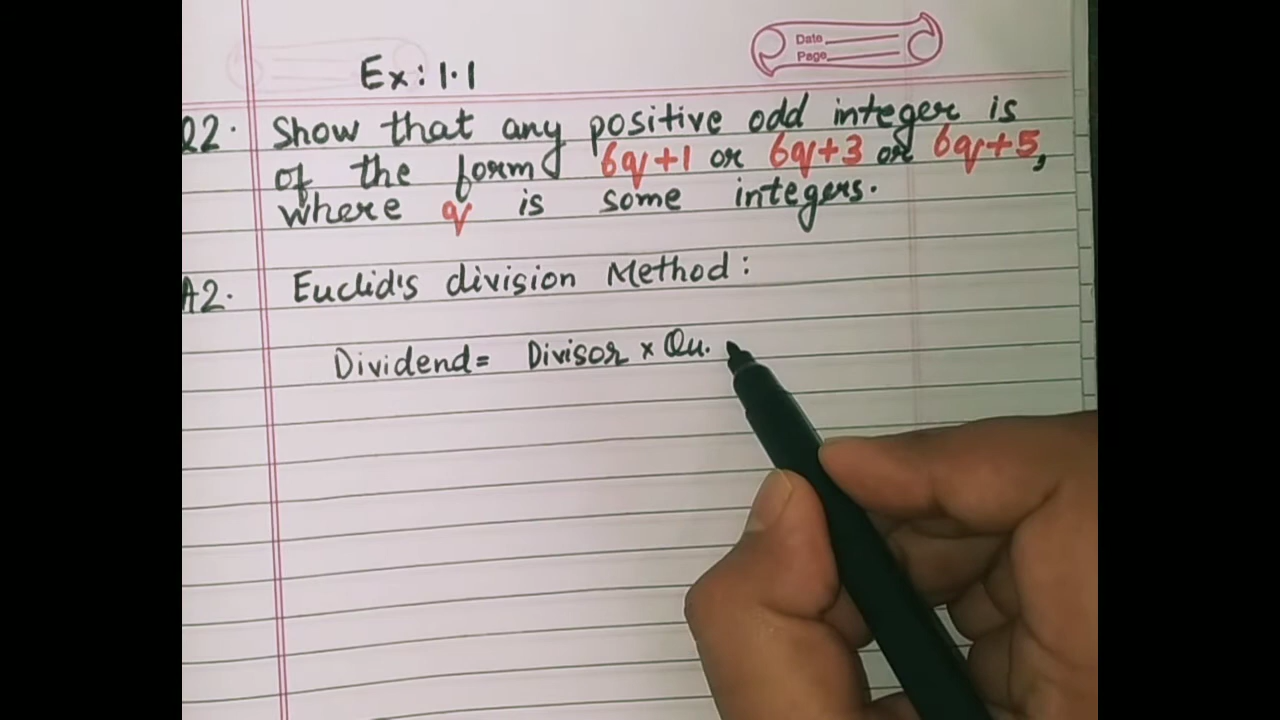 Date
Page
Ex: 1.1
Q2. Show that any positive odd integer is
of the form 6q+1 or 6q+3 or 6q+5,
where q is some integers.
A2. Euclid's division Method:
Dividend= Divisor × Qu.